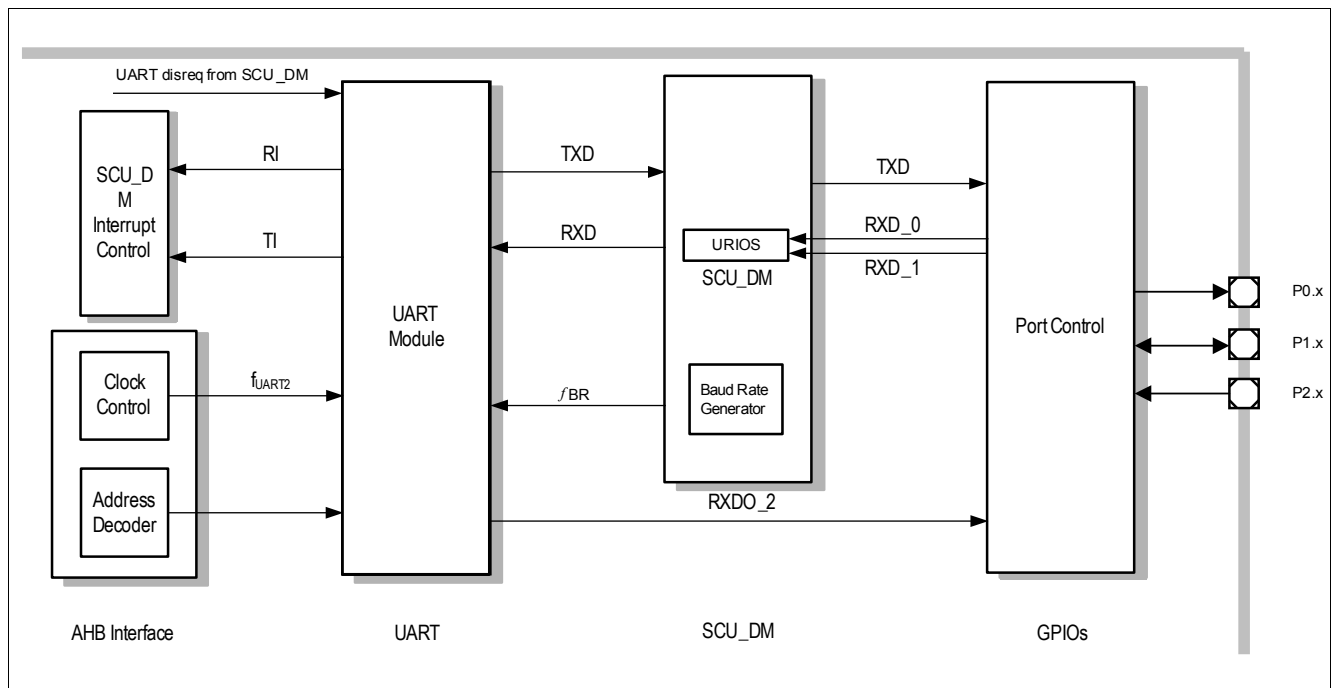 UART disreq from SCU_DM
SCU_D
M
Interrupt
Control
RI
TI
UART
Module
TXD
RXD
URIOS
SCU_DM
TXD
RXD_0
RXD_1
Port Control
P0.x
P1.x
P2.x
Clock
Control
fUART2
fBR
Baud Rate
Generator
Address
Decoder
RXDO_2
AHB Interface
UART
SCU_DM
GPIOs